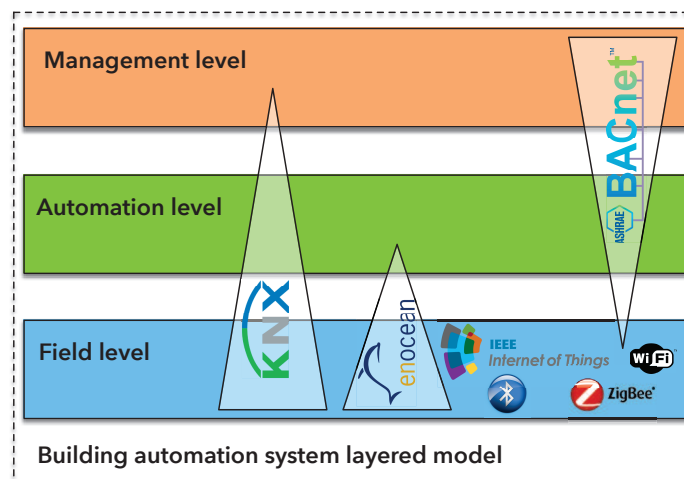 Management level
BACnet™
ASHRAE
Automation level
KNX
enocean
Field level
IEEE
Internet of Things
WiFi
ZigBee®
Building automation system layered model